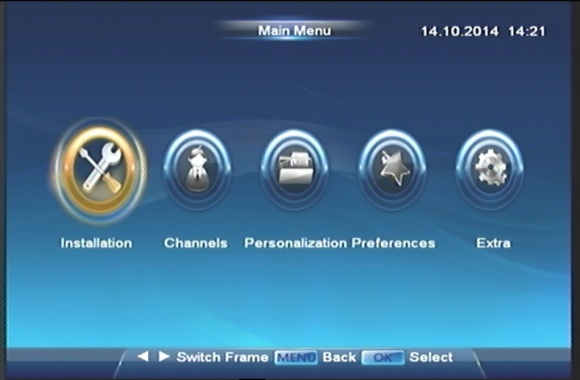 Main Menu 14.10.2014 14:21
Installation Channels Personalization Preferences Extra
◀ ▶ Switch Frame MENU Back OK Select